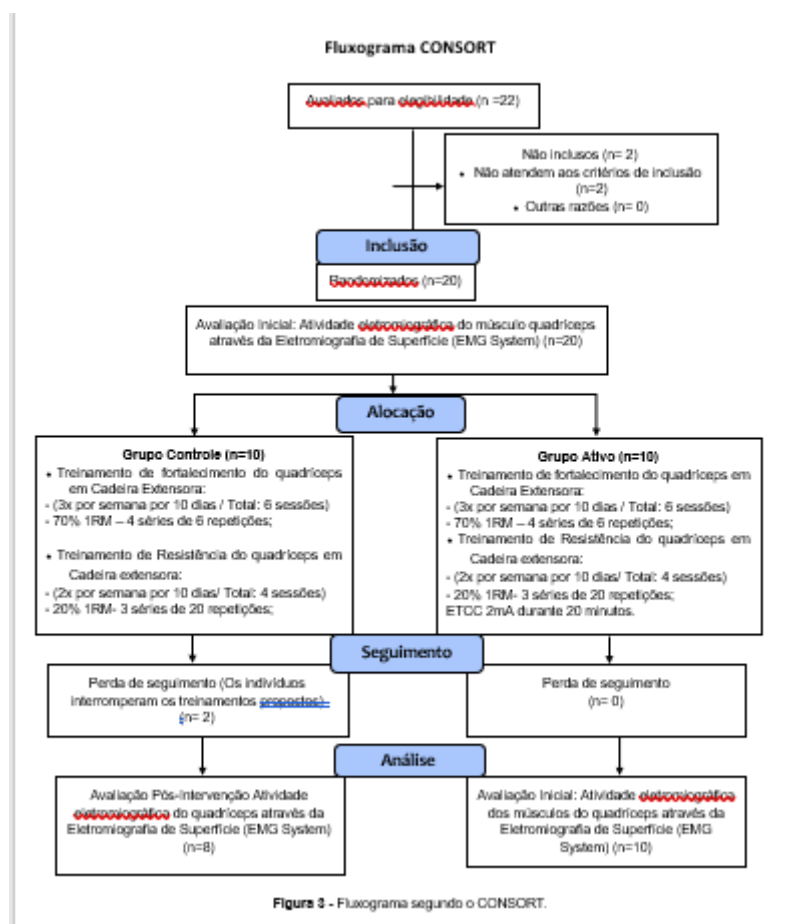 Fluxograma CONSORT
Avaliados para elegibilidade (n =22)
Não inclusos (n= 2)
• Não atendem aos critérios de inclusão
(n=2)
• Outras razões (n= 0)
Inclusão
Randomizados (n=20)
Avaliação Inicial: Atividade eletromiográfica do músculo quadríceps
através da Eletromiografia de Superfície (EMG System) (n=20)
Alocação
Grupo Controle (n=10)
• Treinamento de fortalecimento do quadríceps
em Cadeira Extensora:
- (3x por semana por 10 dias / Total: 6 sessões)
- 70% 1RM – 4 séries de 6 repetições;
• Treinamento de Resistência do quadríceps em
Cadeira extensora:
- (2x por semana por 10 dias/ Total: 4 sessões)
- 20% 1RM- 3 séries de 20 repetições;
Grupo Ativo (n=10)
• Treinamento de fortalecimento do quadríceps em
Cadeira Extensora:
- (3x por semana por 10 dias / Total: 6 sessões)
- 70% 1RM – 4 séries de 6 repetições;
• Treinamento de Resistência do quadríceps em
Cadeira extensora:
- (2x por semana por 10 dias/ Total: 4 sessões)
- 20% 1RM- 3 séries de 20 repetições;
ETCC 2mA durante 20 minutos.
Seguimento
Perda de seguimento (Os indivíduos
interromperam os treinamentos propostos)
(n= 2)
Perda de seguimento
(n= 0)
Análise
Avaliação Pós-Intervenção Atividade
eletromiográfica do quadríceps através da
Eletromiografia de Superfície (EMG System)
(n=8)
Avaliação Inicial: Atividade eletromiográfica
dos músculos do quadríceps através da
Eletromiografia de Superfície (EMG
System) (n=10)
Figura 3 - Fluxograma segundo o CONSORT.